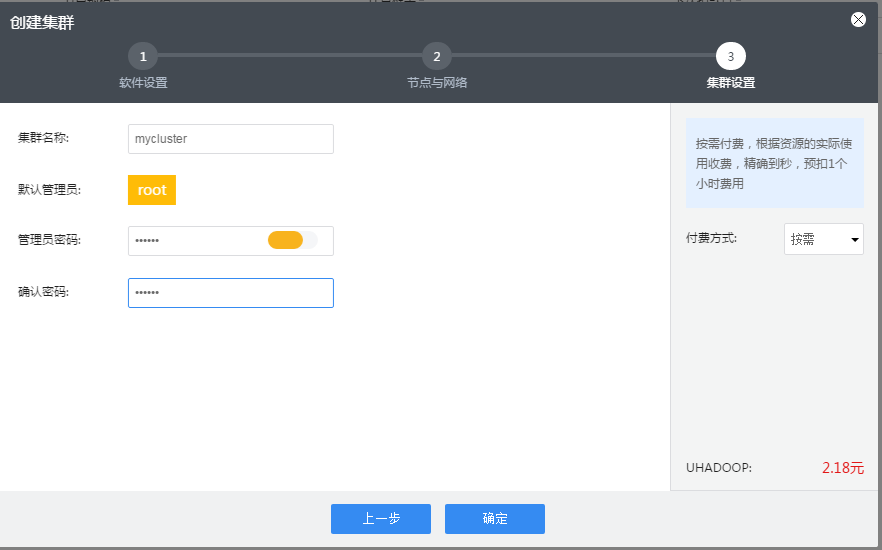 创建集群
1
2
3
软件设置
节点与网络
集群设置
集群名称:
mycluster
默认管理员:
root
管理员密码:
••••••
确认密码:
••••••
按需付费，根据资源的实际使
用收费，精确到秒，预扣1个
小时费用
付费方式:
按需
UHADOOP:
2.18元
上一步
确定